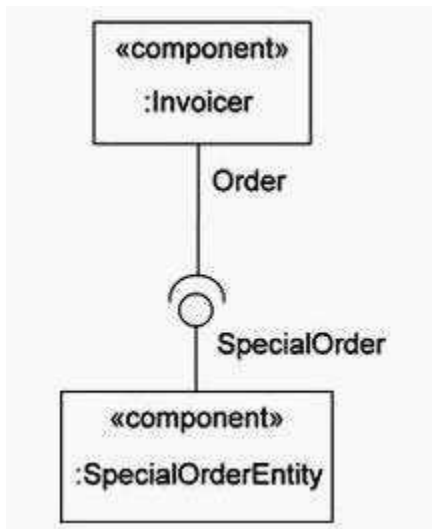 «component»
:Invoicer
Order
SpecialOrder
«component»
:SpecialOrderEntity